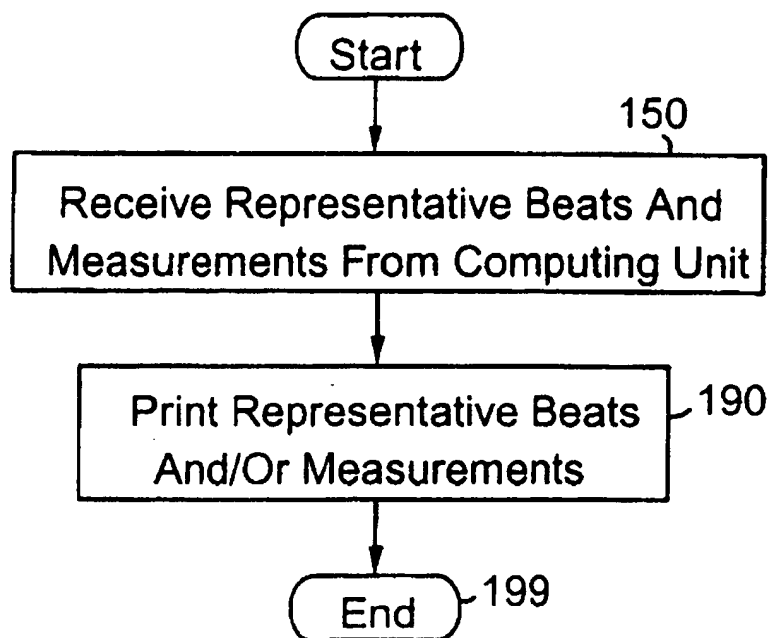 Start
150
Receive Representative Beats And
Measurements From Computing Unit
Print Representative Beats
And/Or Measurements
190
End
199